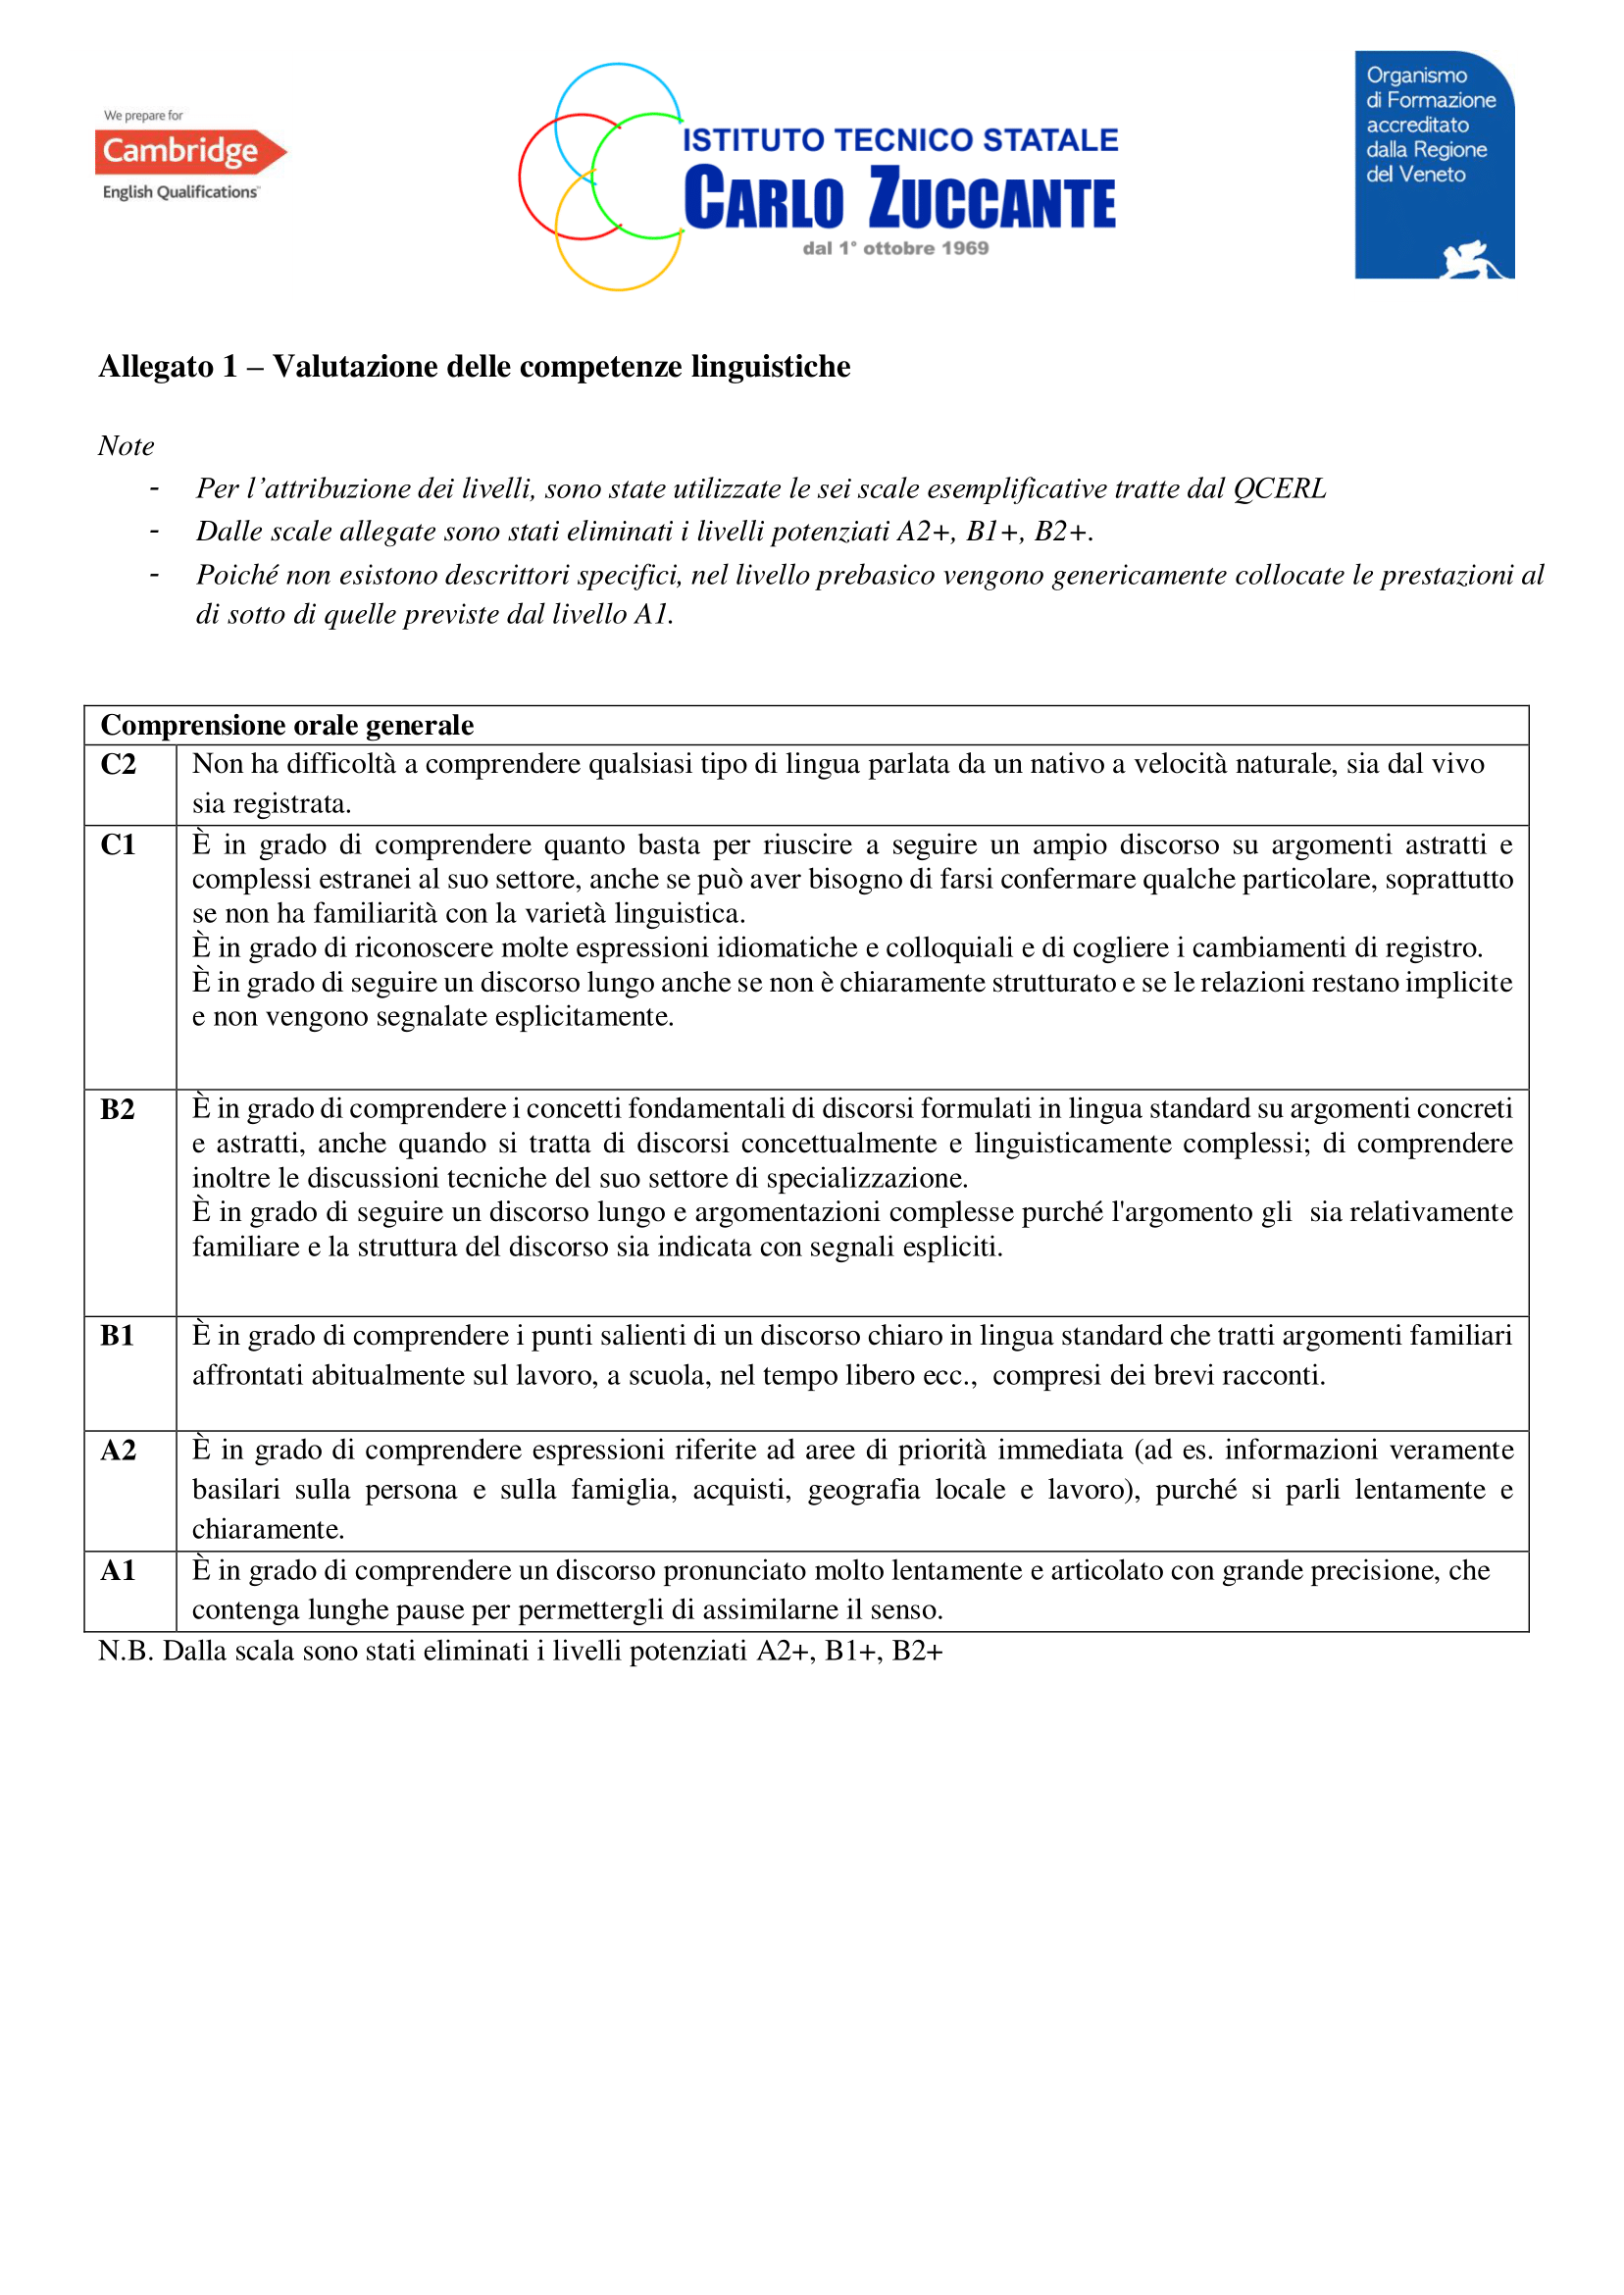 We prepare for
Cambridge
English Qualifications™
ISTITUTO TECNICO STATALE
CARLO ZUCCANTE
dal 1° ottobre 1969
Organismo
di Formazione
accreditato
dalla Regione
del Veneto
Allegato 1 – Valutazione delle competenze linguistiche
Note
- Per l’attribuzione dei livelli, sono state utilizzate le sei scale esemplificative tratte dal QCERL
- Dalle scale allegate sono stati eliminati i livelli potenziati A2+, B1+, B2+.
- Poiché non esistono descrittori specifici, nel livello prebasico vengono genericamente collocate le prestazioni al
di sotto di quelle previste dal livello A1.
Comprensione orale generale
C2 Non ha difficoltà a comprendere qualsiasi tipo di lingua parlata da un nativo a velocità naturale, sia dal vivo
sia registrata.
C1 È in grado di comprendere quanto basta per riuscire a seguire un ampio discorso su argomenti astratti e
complessi estranei al suo settore, anche se può aver bisogno di farsi confermare qualche particolare, soprattutto
se non ha familiarità con la varietà linguistica.
È in grado di riconoscere molte espressioni idiomatiche e colloquiali e di cogliere i cambiamenti di registro.
È in grado di seguire un discorso lungo anche se non è chiaramente strutturato e se le relazioni restano implicite
e non vengono segnalate esplicitamente.
B2 È in grado di comprendere i concetti fondamentali di discorsi formulati in lingua standard su argomenti concreti
e astratti, anche quando si tratta di discorsi concettualmente e linguisticamente complessi; di comprendere
inoltre le discussioni tecniche del suo settore di specializzazione.
È in grado di seguire un discorso lungo e argomentazioni complesse purché l'argomento gli  sia relativamente
familiare e la struttura del discorso sia indicata con segnali espliciti.
B1 È in grado di comprendere i punti salienti di un discorso chiaro in lingua standard che tratti argomenti familiari
affrontati abitualmente sul lavoro, a scuola, nel tempo libero ecc.,  compresi dei brevi racconti.
A2 È in grado di comprendere espressioni riferite ad aree di priorità immediata (ad es. informazioni veramente
basilari sulla persona e sulla famiglia, acquisti, geografia locale e lavoro), purché si parli lentamente e
chiaramente.
A1 È in grado di comprendere un discorso pronunciato molto lentamente e articolato con grande precisione, che
contenga lunghe pause per permettergli di assimilarne il senso.
N.B. Dalla scala sono stati eliminati i livelli potenziati A2+, B1+, B2+